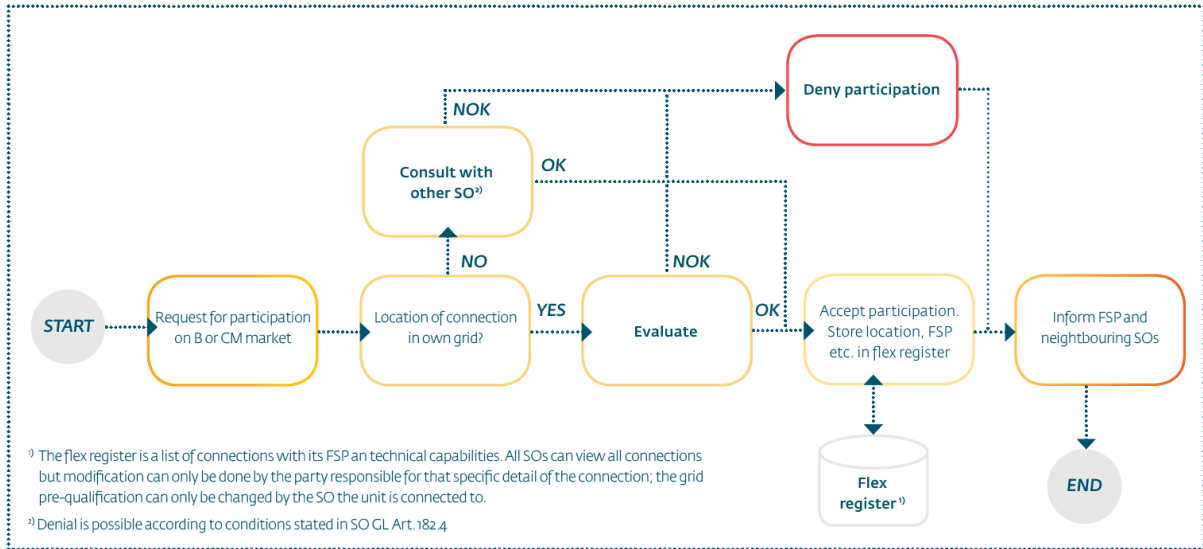 Deny participation
NOK
Consult with
other SO²⁾
OK
NO
NOK
START
Request for participation
on B or CM market
Location of connection
in own grid?
YES
Evaluate
OK
Accept participation.
Store location, FSP
etc. in flex register
Inform FSP and
neightbouring SOs
¹⁾ The flex register is a list of connections with its FSP an technical capabilities. All SOs can view all connections
but modification can only be done by the party responsible for that specific detail of the connection; the grid
pre-qualification can only be changed by the SO the unit is connected to.
²⁾ Denial is possible according to conditions stated in SO GL Art. 182.4
Flex
register ¹⁾
END